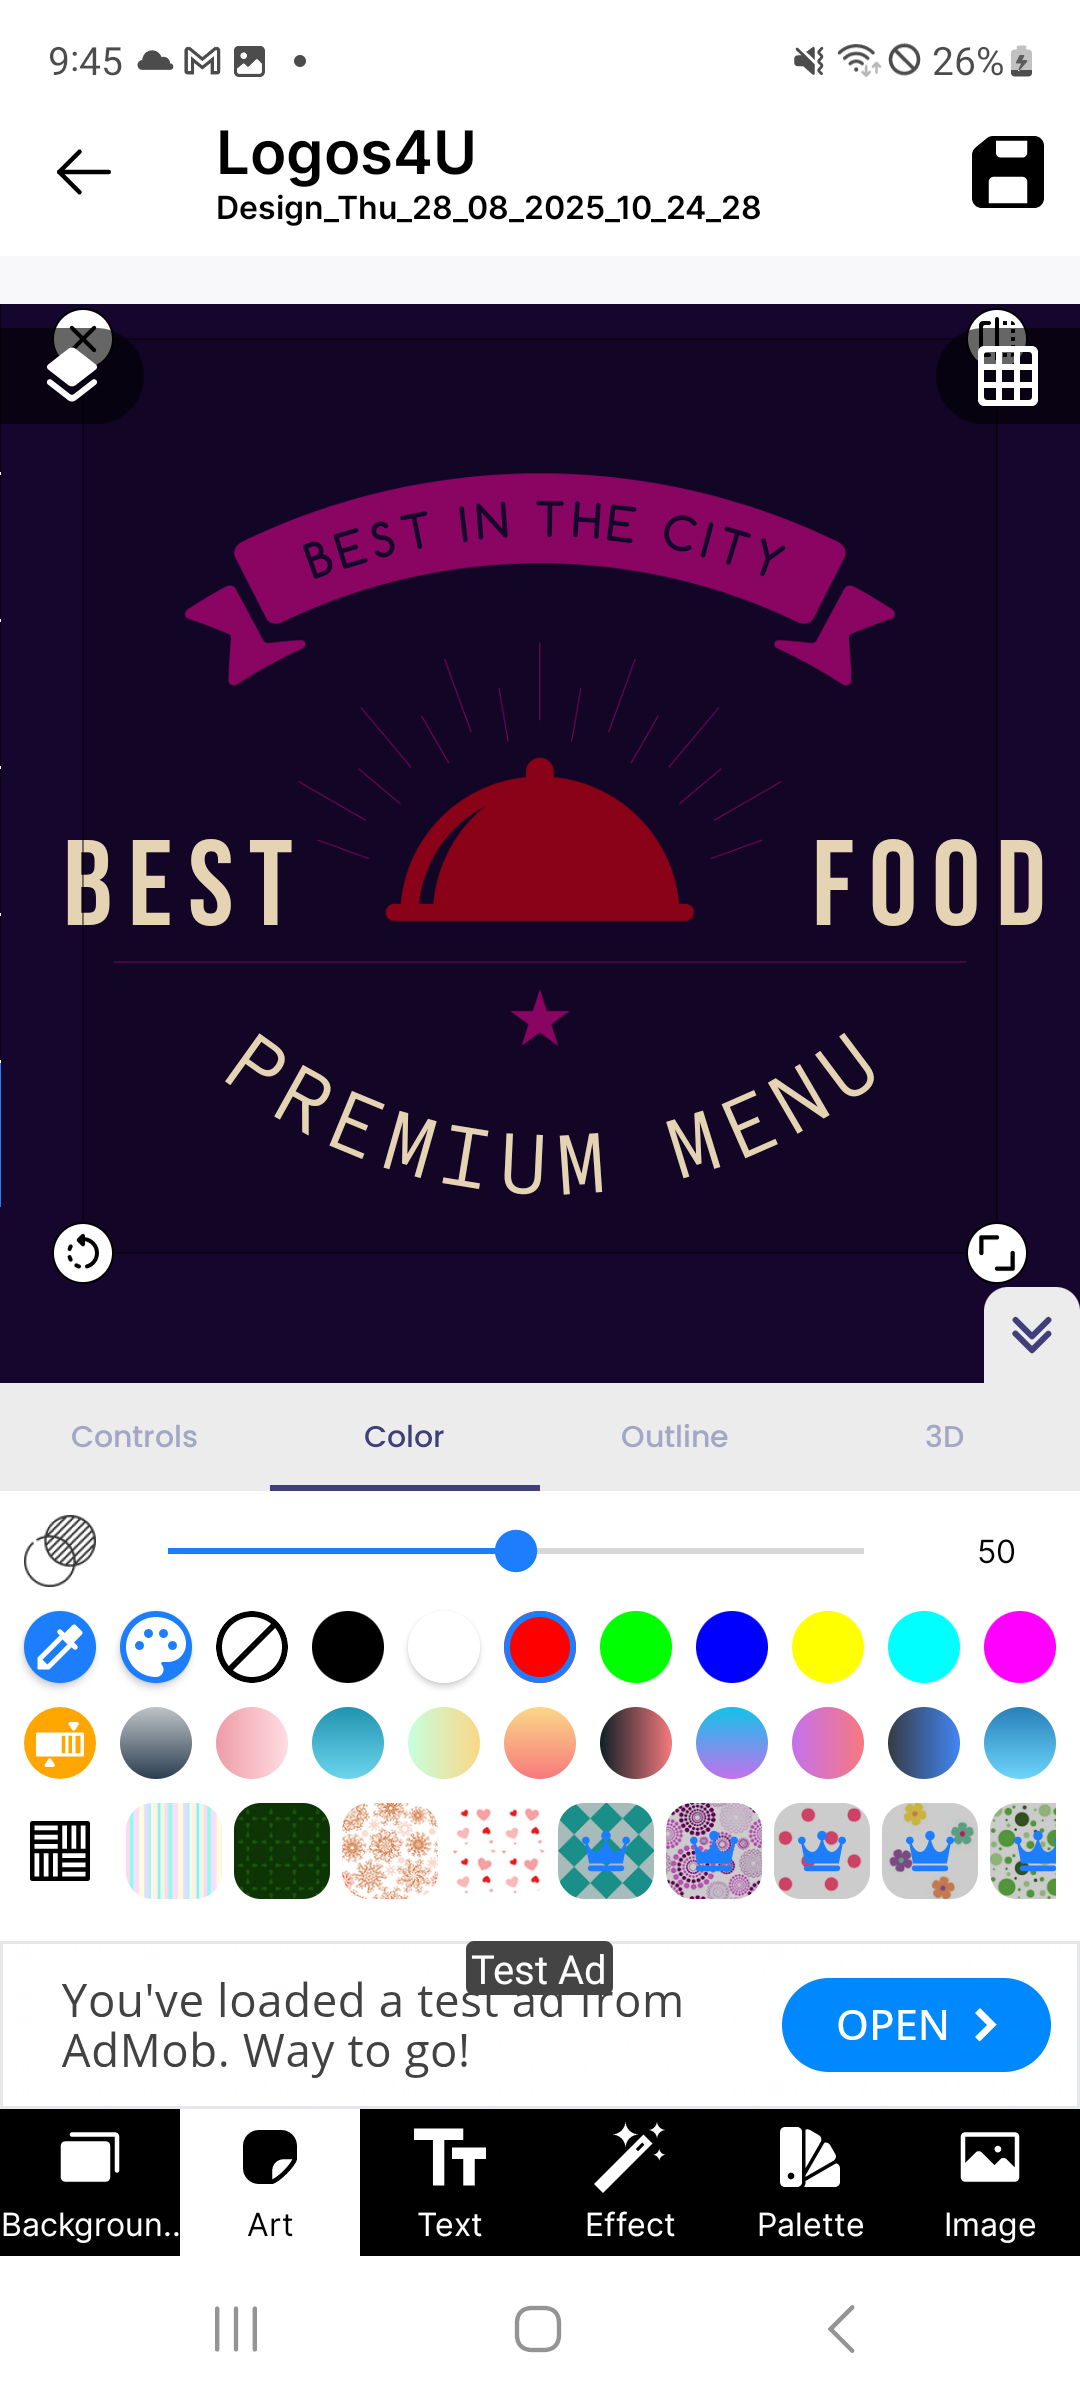 9:45
26%
Logos4U
Design_Thu_28_08_2025_10_24_28
BEST IN THE CITY
BEST FOOD
PREMIUM MENU
Controls Color Outline 3D
50
Test Ad
You've loaded a test ad from
AdMob. Way to go!
OPEN
Backgroun.. Art Text Effect Palette Image